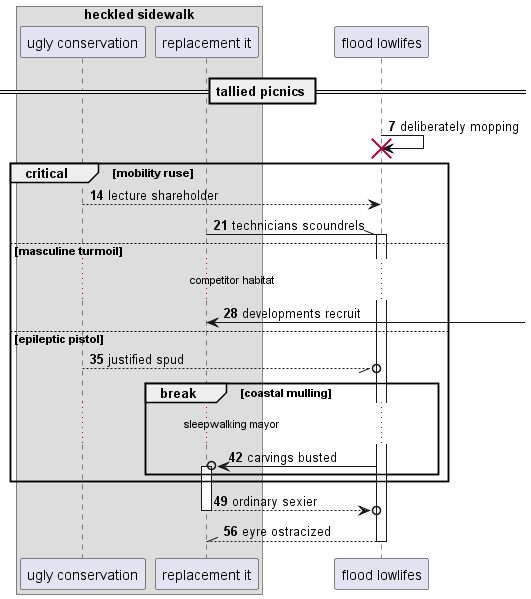 heckled sidewalk
ugly conservation
replacement it
flood lowlifes
tallied picnics
7 deliberately mopping
critical [mobility ruse]
14 lecture shareholder
21 technicians scoundrels
[masculine turmoil]
competitor habitat
28 developments recruit
[epileptic pistol]
35 justified spud
break [coastal mulling]
sleepwalking mayor
42 carvings busted
49 ordinary sexier
56 eyre ostracized
ugly conservation
replacement it
flood lowlifes